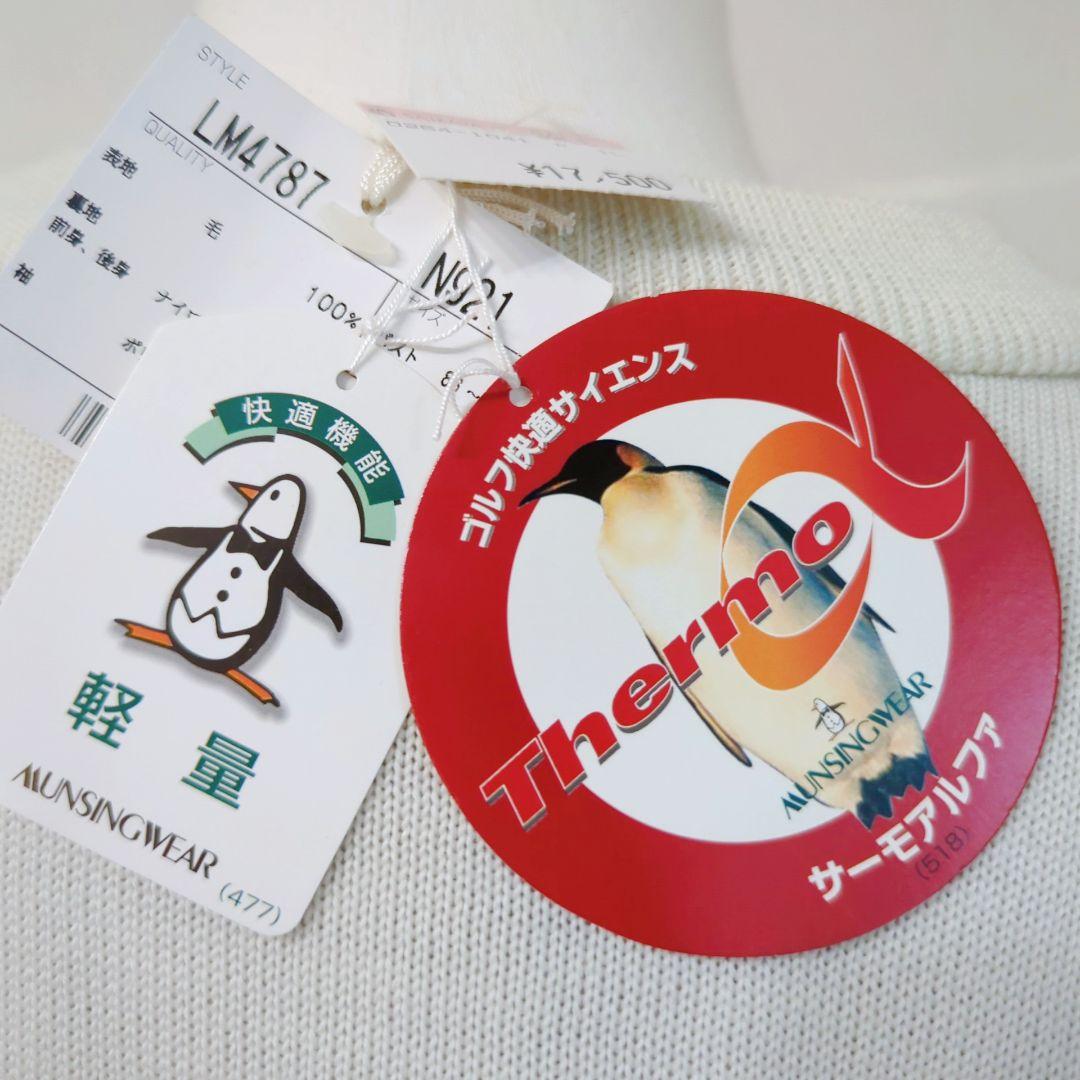 STYLE
LM4787
QUALITY
表地
毛
100%
裏地
前身、後身
袖
N921
¥17,500
快適機能
軽量
MUNSINGWEAR
(477)
ゴルフ快適サイエンス
Thermo α
MUNSINGWEAR
サーモアルファ
(518)